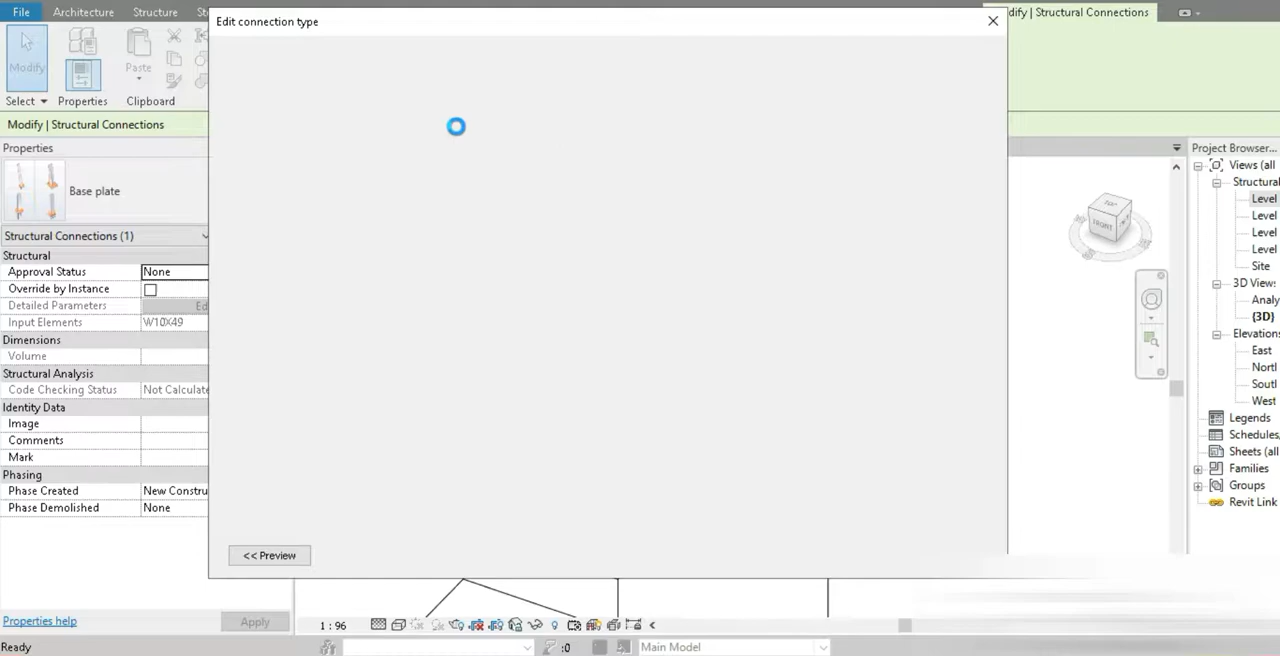 File Architecture Structure
Edit connection type
Structural Connections
Modify
Paste
Select Properties Clipboard
Modify | Structural Connections
Properties
Base plate
Structural Connections (1)
Structural
Approval Status None
Override by Instance
Detailed Parameters Ed
Input Elements W10X49
Dimensions
Volume
Structural Analysis
Code Checking Status Not Calculate
Identity Data
Image
Comments
Mark
Phasing
Phase Created New Constru
Phase Demolished None
Properties help
Apply
Ready
<< Preview
TOP
FRONT
1 : 96
:0
Main Model
Project Browser...
Views (all
Structural
Level
Level
Level
Level
Site
3D View:
Analy
{3D}
Elevations
East
Nortl
Soutl
West
Legends
Schedules,
Sheets (all
Families
Groups
Revit Link